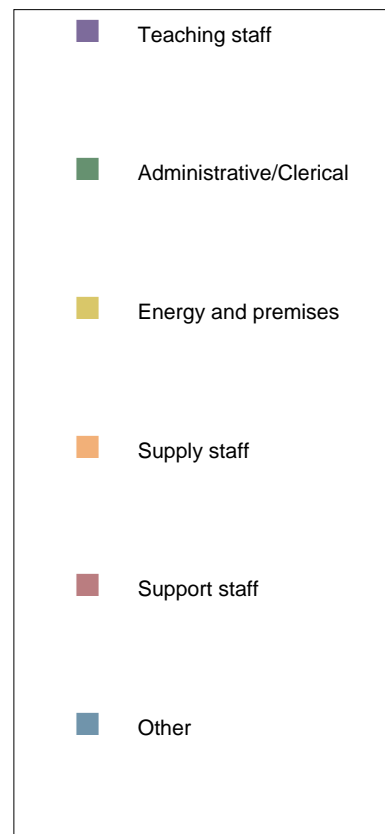 Teaching staff
Administrative/Clerical
Energy and premises
Supply staff
Support staff
Other